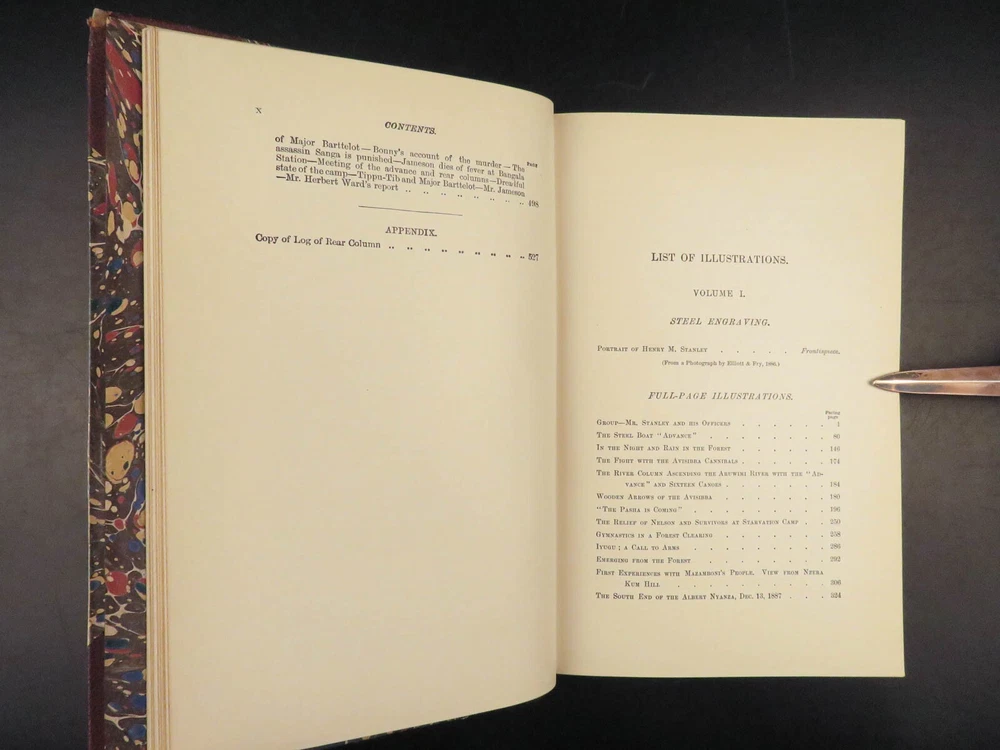 x
CONTENTS.
PAGE
of Major Barttelot—Bonny's account of the murder—The
assassin Sanga is punished—Jameson dies of fever at Bangala
Station—Meeting of the advance and rear columns—Dreadful
state of the camp—Tippu-Tib and Major Barttelot—Mr. Jameson
—Mr. Herbert Ward's report .. .. .. .. .. .. .. 498
APPENDIX.
Copy of Log of Rear Column .. .. .. .. .. .. .. .. 527
LIST OF ILLUSTRATIONS.
VOLUME I.
STEEL ENGRAVING.
Portrait of Henry M. Stanley . . . . . Frontispiece.
(From a Photograph by Elliott & Fry, 1886.)
FULL-PAGE ILLUSTRATIONS.
Facing
page
Group—Mr. Stanley and his Officers . . . . . . 1
The Steel Boat "Advance" . . . . . . . 80
In the Night and Rain in the Forest . . . . . . 146
The Fight with the Avisibba Cannibals . . . . . . 174
The River Column Ascending the Aruwimi River with the "Ad-
vance" and Sixteen Canoes . . . . . . . 184
Wooden Arrows of the Avisibba . . . . . . . 180
"The Pasha is Coming" . . . . . . . . 196
The Relief of Nelson and Survivors at Starvation Camp . . 250
Gymnastics in a Forest Clearing . . . . . . 258
Iyugu; a Call to Arms . . . . . . . . 286
Emerging from the Forest . . . . . . . 292
First Experiences with Mazamboni's People. View from Nzera
Kum Hill . . . . . . . . . . 306
The South End of the Albert Nyanza, Dec. 13, 1887 . . . 324